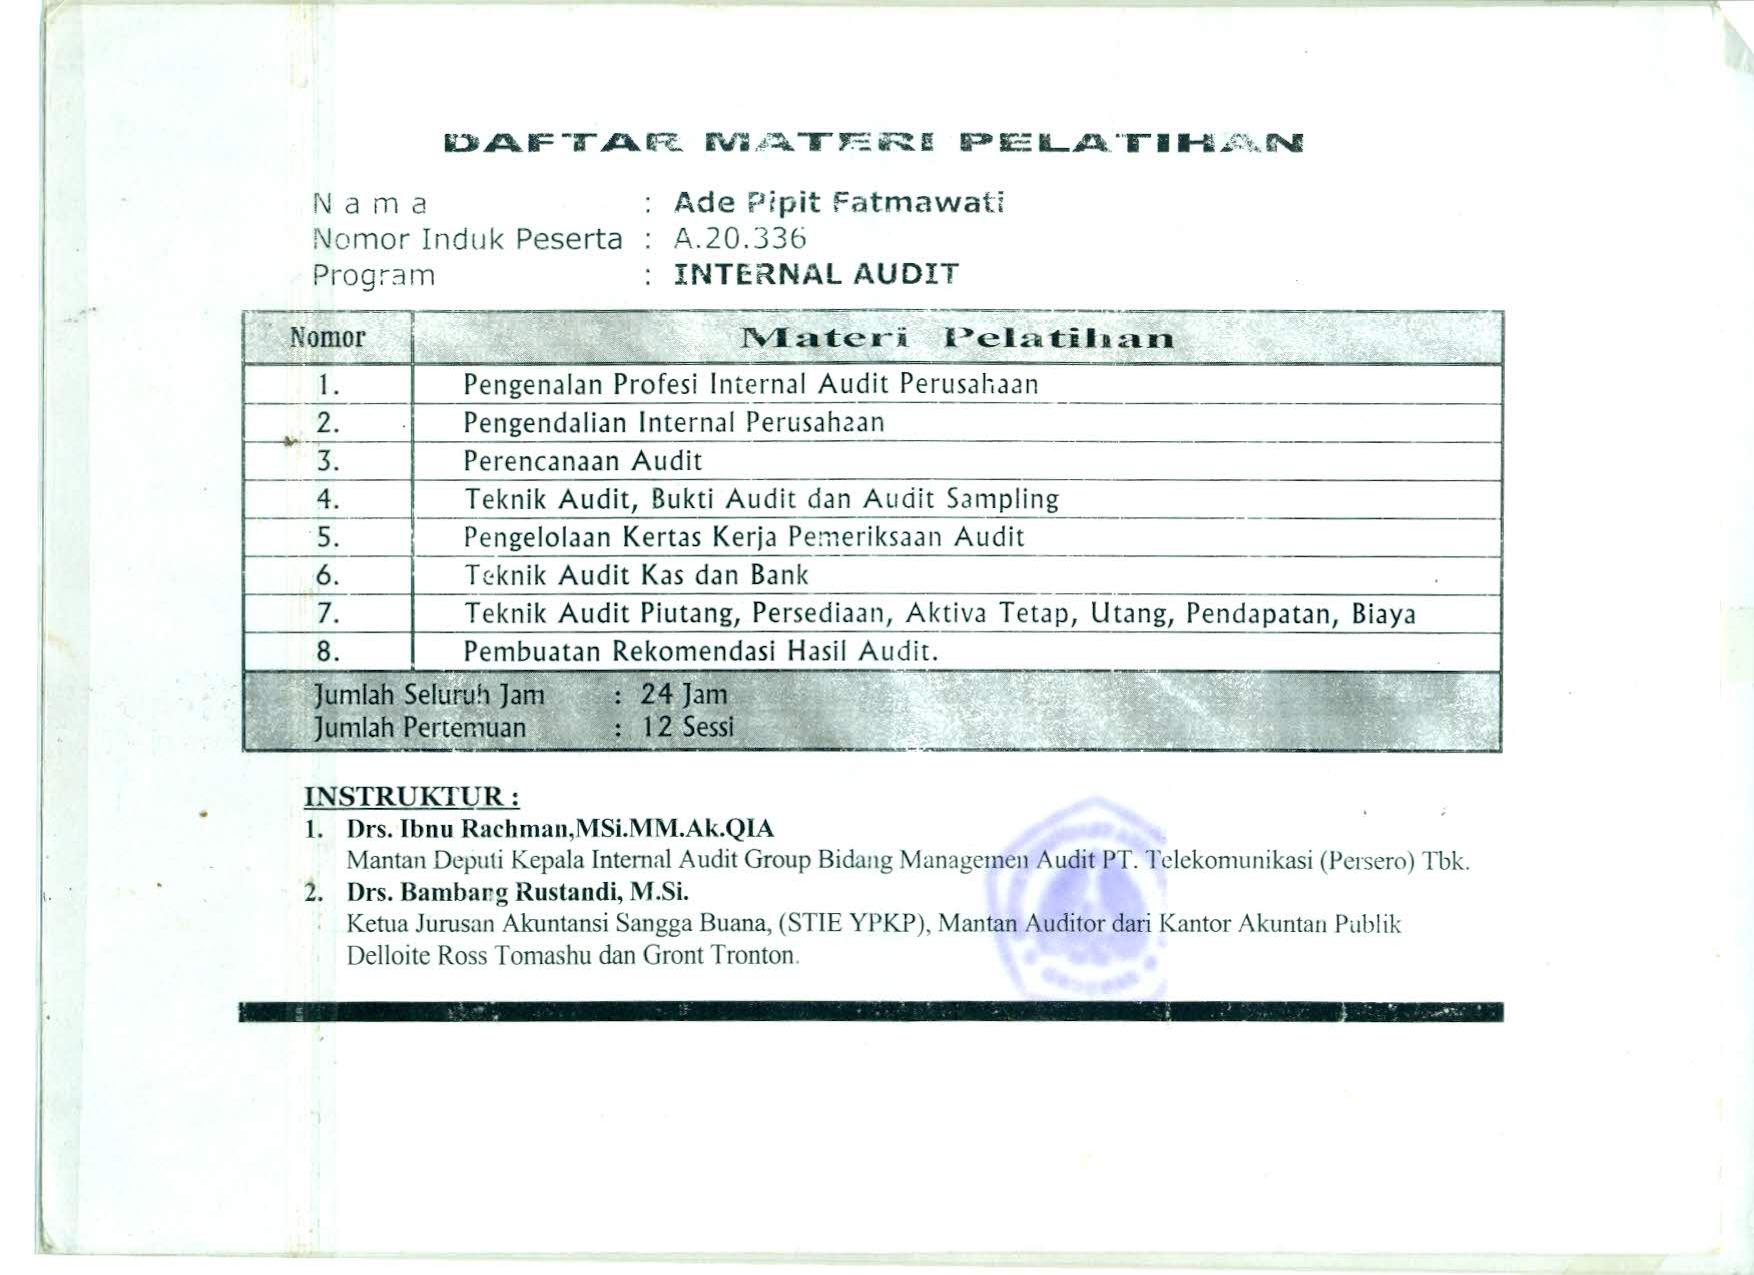 DAFTAR MATERI PELATIHAN
N a m a : Ade Pipit Fatmawati
Nomor Induk Peserta : A.20.336
Program : INTERNAL AUDIT
Nomor Materi Pelatihan
1. Pengenalan Profesi Internal Audit Perusahaan
2. Pengendalian Internal Perusahaan
3. Perencanaan Audit
4. Teknik Audit, Bukti Audit dan Audit Sampling
5. Pengelolaan Kertas Kerja Pemeriksaan Audit
6. Teknik Audit Kas dan Bank
7. Teknik Audit Piutang, Persediaan, Aktiva Tetap, Utang, Pendapatan, Biaya
8. Pembuatan Rekomendasi Hasil Audit.
Jumlah Seluruh Jam : 24 Jam
Jumlah Pertemuan : 12 Sessi
INSTRUKTUR :
1. Drs. Ibnu Rachman,MSi.MM.Ak.QIA
Mantan Deputi Kepala Internal Audit Group Bidang Managemen Audit PT. Telekomunikasi (Persero) Tbk.
2. Drs. Bambang Rustandi, M.Si.
Ketua Jurusan Akuntansi Sangga Buana, (STIE YPKP), Mantan Auditor dari Kantor Akuntan Publik
Delloite Ross Tomashu dan Gront Tronton.